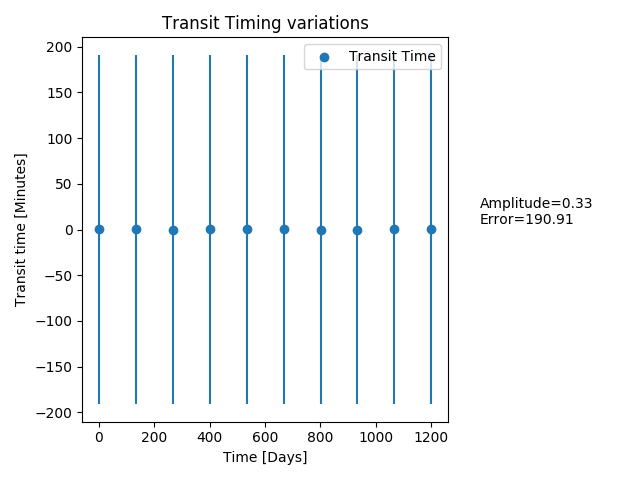 Transit Timing variations
Transit Time
200
150
100
50
0
−50
−100
−150
−200
Transit time [Minutes]
0 200 400 600 800 1000 1200
Time [Days]
Amplitude=0.33
Error=190.91